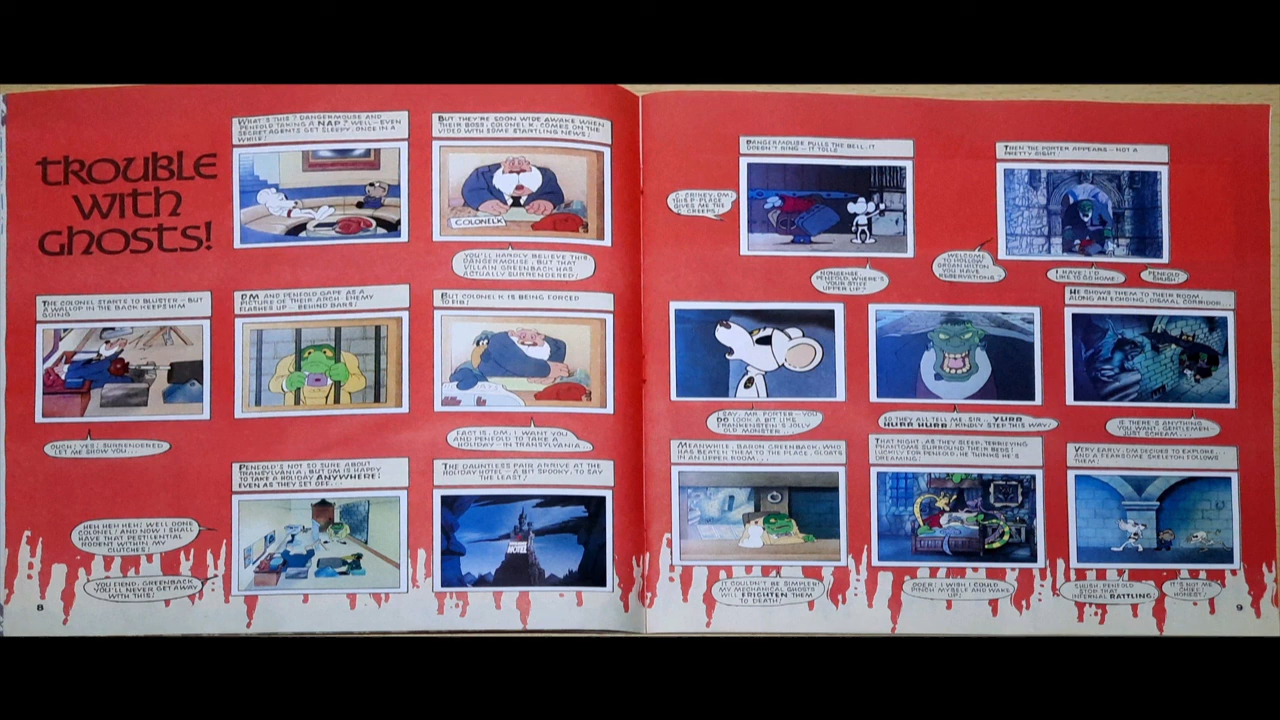 TROUBLE
WITH
GHOSTS!
WHAT'S THIS? DANGERMOUSE AND
PENFOLD TAKING A NAP? WELL-EVEN
SECRET AGENTS GET SLEEPY, ONCE IN A
WHILE!
BUT THEY'RE SOON WIDE AWAKE WHEN
THEIR BOSS, COLONEL K, COMES ON THE
VIDEO WITH SOME STARTLING NEWS!
COLONEL K
YOU'LL HARDLY BELIEVE THIS,
DANGERMOUSE, BUT THAT
VILLAIN GREENBACK HAS
ACTUALLY SURRENDERED!
THE COLONEL STARTS TO BLUSTER - BUT
A WALLOP IN THE BACK KEEPS HIM
GOING
OUCH! YES! SURRENDERED
LET ME SHOW YOU...
DM AND PENFOLD GAPE AS A
PICTURE OF THEIR ARCH-ENEMY
FLASHES UP - BEHIND BARS!
BUT COLONEL K IS BEING FORCED
TO FIB!
FACT IS, DM, I WANT YOU
AND PENFOLD TO TAKE A
HOLIDAY-IN TRANSYLVANIA...
PENFOLD'S NOT SO SURE ABOUT
TRANSYLVANIA, BUT DM IS HAPPY
TO TAKE A HOLIDAY ANYWHERE!
EVEN AS THEY SET OFF...
HEH HEH HEH! WELL DONE
COLONEL! AND NOW I SHALL
HAVE THAT PESTILENTIAL
RODENT WITHIN MY
CLUTCHES!
YOU FIEND, GREENBACK
YOU'LL NEVER GET AWAY
WITH THIS!
THE DAUNTLESS PAIR ARRIVE AT THE
HOLIDAY HOTEL - A BIT SPOOKY, TO SAY
THE LEAST!
HOTEL
8
DANGERMOUSE PULLS THE BELL. IT
DOESN'T RING - IT TOLLS
C-CRINEY, DM!
THIS P-PLACE
GIVES ME THE
C-CREEPS!
NONSENSE,
PENFOLD, WHERE'S
YOUR STIFF
UPPER LIP?
THEN THE PORTER APPEARS - NOT A
PRETTY SIGHT!
WELCOME
TO HOLLOW
ORGAN HILTON
YOU HAVE
RESERVATIONS?
I HAVE! I'D
LIKE TO GO HOME!
PENFOLD
SHUSH!
I SAY, MR. PORTER-YOU
DO LOOK A BIT LIKE
FRANKENSTEIN'S JOLLY
OLD MONSTER...
SO THEY ALL TELL ME, SIR... YURR
HURR HURR! KINDLY STEP THIS WAY!
HE SHOWS THEM TO THEIR ROOM,
ALONG AN ECHOING, DISMAL CORRIDOR...
IF THERE'S ANYTHING
YOU WANT, GENTLEMEN-
JUST SCREAM...
MEANWHILE, BARON GREENBACK, WHO
HAS BEATEN THEM TO THE PLACE, GLOATS
IN AN UPPER ROOM...
IT COULDN'T BE SIMPLER!
MY MECHANICAL GHOSTS
WILL FRIGHTEN THEM
TO DEATH!
THAT NIGHT, AS THEY SLEEP, TERRIFYING
PHANTOMS SURROUND THEIR BEDS!
LUCKILY FOR PENFOLD, HE THINKS HE'S
DREAMING!
OOER! I WISH I COULD
PINCH MYSELF AND WAKE
UP!
VERY EARLY, DM DECIDES TO EXPLORE...
AND A FEARSOME SKELETON FOLLOWS
THEM!
SHUSH, PENFOLD
STOP THAT
INFERNAL RATTLING!
IT'S NOT ME
CHIEF!
HONEST!
9